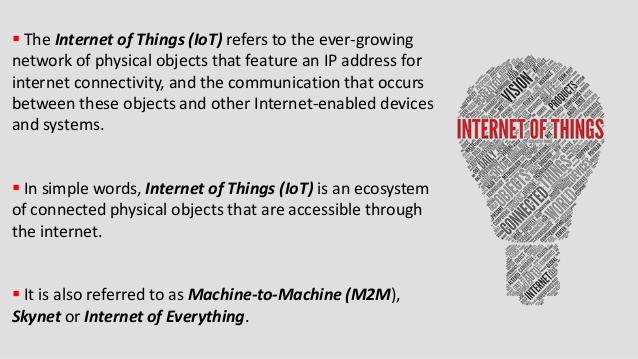 ▪ The Internet of Things (IoT) refers to the ever-growing
network of physical objects that feature an IP address for
internet connectivity, and the communication that occurs
between these objects and other Internet-enabled devices
and systems.
▪ In simple words, Internet of Things (IoT) is an ecosystem
of connected physical objects that are accessible through
the internet.
▪ It is also referred to as Machine-to-Machine (M2M),
Skynet or Internet of Everything.
VISION
PRODUCTS
INTERNET OF THINGS
OBJECTS
CONNECTED
THINGS
WORLD
INTERNET